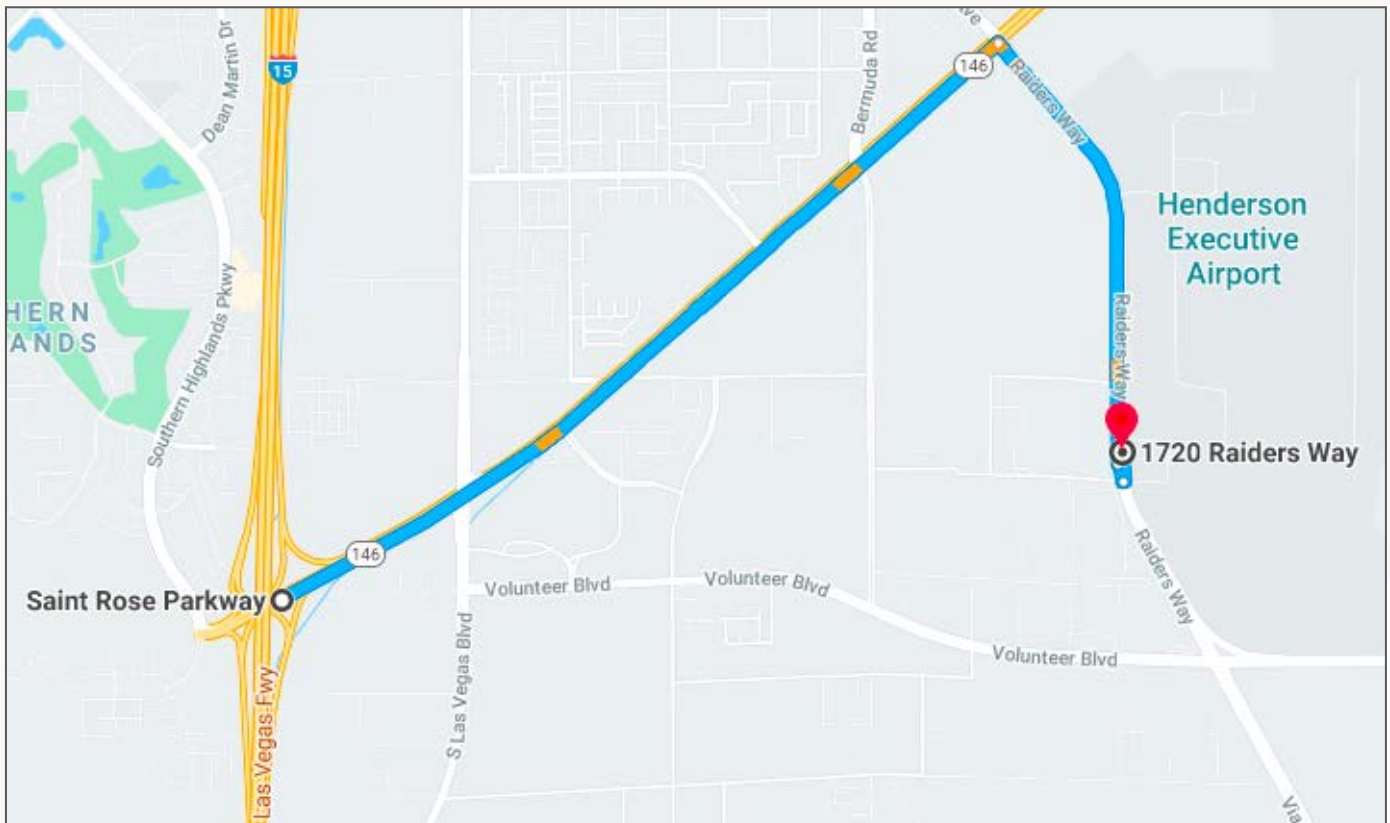 Dean Martin Dr
15
Bermuda Rd
Ave
146
Raiders Way
Henderson
Executive
Airport
HERN
ANDS
Southern Highlands Pkwy
Raiders Way
1720 Raiders Way
146
Saint Rose Parkway
Volunteer Blvd
Volunteer Blvd
Raiders Way
Volunteer Blvd
S Las Vegas Blvd
Las Vegas Fwy
Via